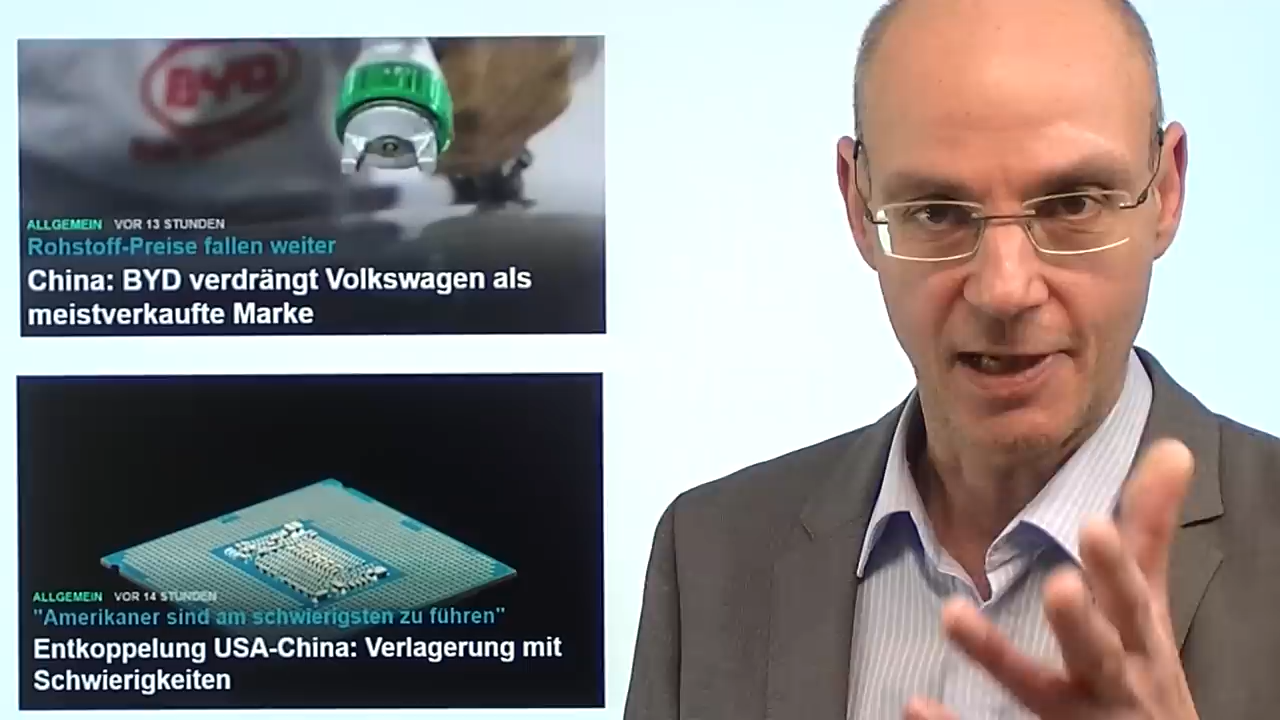 BYD
ALLGEMEIN VOR 13 STUNDEN
Rohstoff-Preise fallen weiter
China: BYD verdrängt Volkswagen als
meistverkaufte Marke
ALLGEMEIN VOR 14 STUNDEN
"Amerikaner sind am schwierigsten zu führen"
Entkoppelung USA-China: Verlagerung mit
Schwierigkeiten